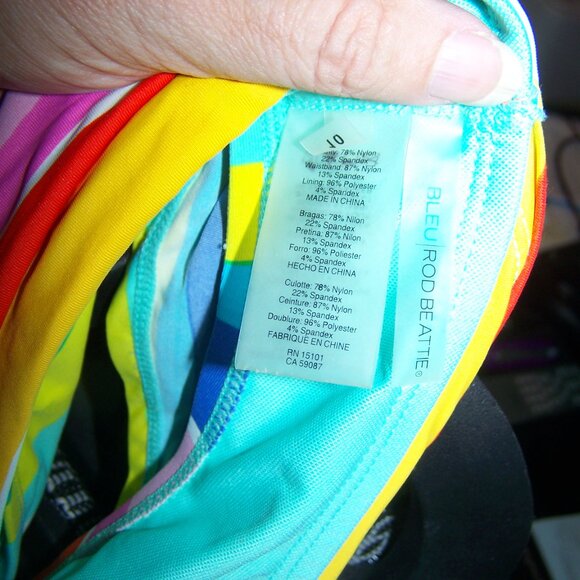 10
78% Nylon
22% Spandex
Waistband: 87% Nylon
13% Spandex
Lining: 96% Polyester
4% Spandex
MADE IN CHINA
Bragas: 78% Nilon
22% Spandex
Pretina: 87% Nilon
13% Spandex
Forro: 96% Poliester
4% Spandex
HECHO EN CHINA
Culotte: 78% Nylon
22% Spandex
Ceinture: 87% Nylon
13% Spandex
Doublure: 96% Polyester
4% Spandex
FABRIQUÉ EN CHINE
RN 15101
CA 59087
BLEU|ROD BEATTIE®